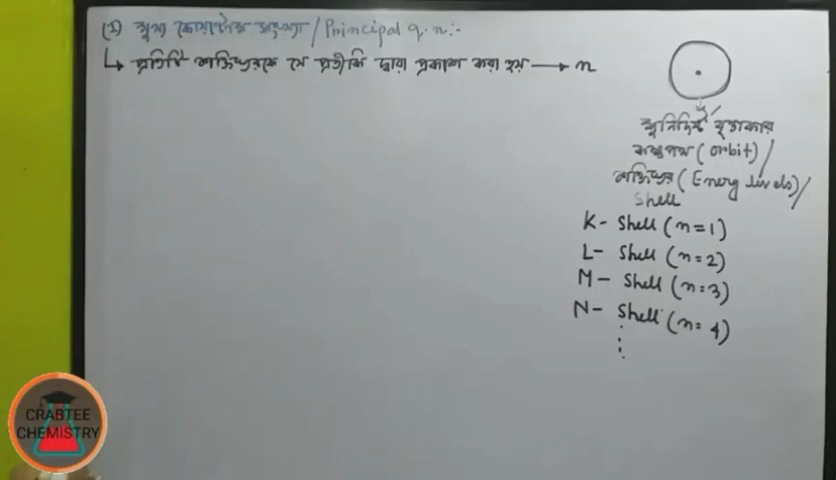 (1) মুখ্য কোয়ান্টাম সংখ্যা / Principal q. n :-
↳ প্রতিটি শক্তিস্তরকে যে প্রতীক দ্বারা প্রকাশ করা হয় → n
সুনির্দিষ্ট বৃত্তাকার
কক্ষপথ (orbit) /
শক্তিস্তর (Energy levels) /
Shell
K - Shell (n=1)
L - Shell (n=2)
M - Shell (n=3)
N - Shell (n=4)
CRABTEE
CHEMISTRY